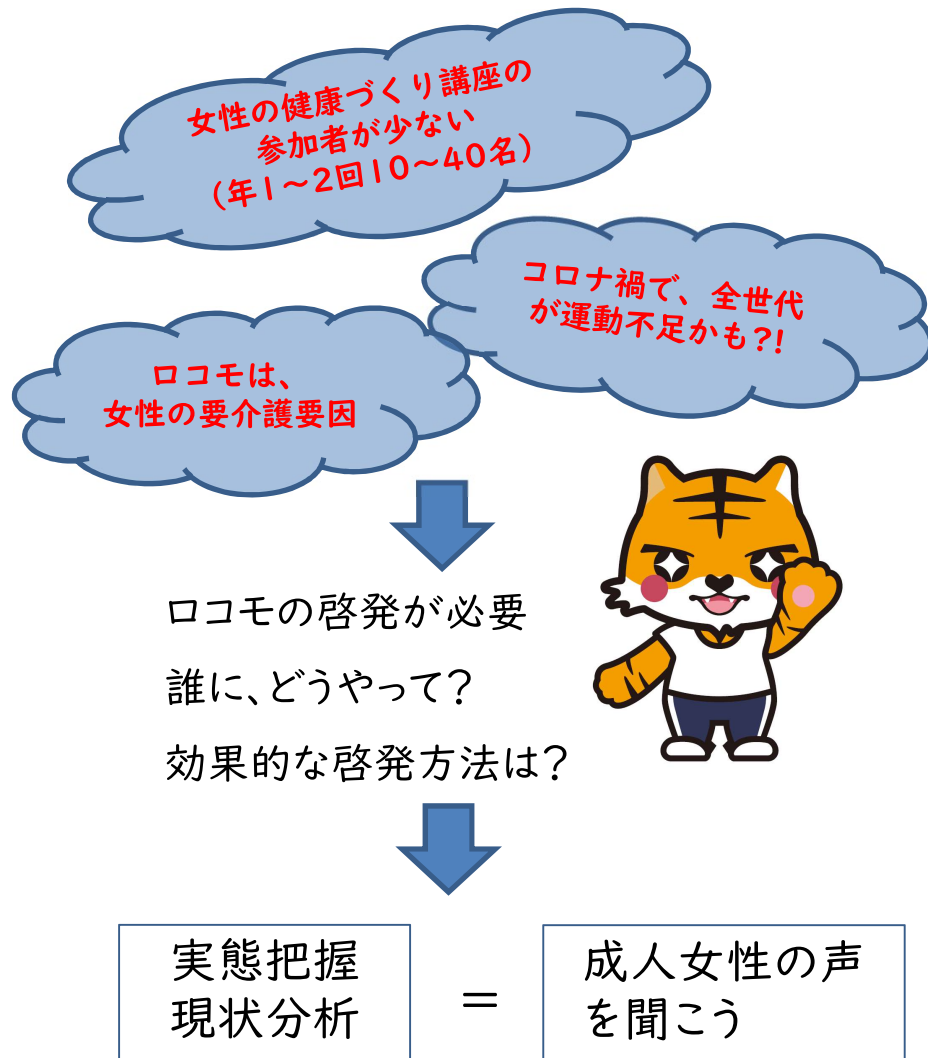 女性の健康づくり講座の
参加者が少ない
（年1～2回10～40名）
コロナ禍で、全世代
が運動不足かも?!
ロコモは、
女性の要介護要因
ロコモの啓発が必要
誰に、どうやって？
効果的な啓発方法は？
実態把握
現状分析
＝
成人女性の声
を聞こう